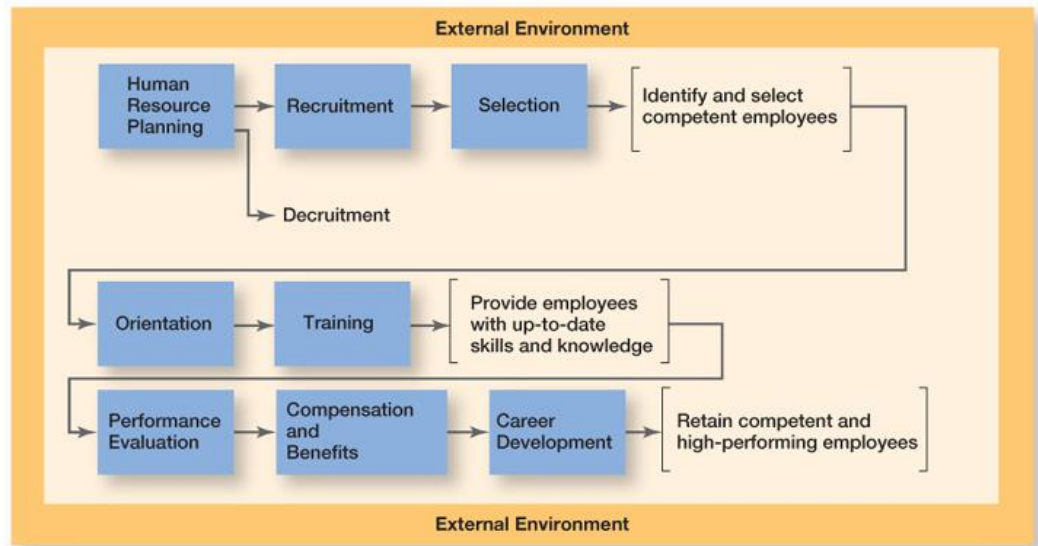 External Environment
Human
Resource
Planning
Recruitment
Selection
Identify and select
competent employees
Decruitment
Orientation
Training
Provide employees
with up-to-date
skills and knowledge
Performance
Evaluation
Compensation
and
Benefits
Career
Development
Retain competent and
high-performing employees
External Environment